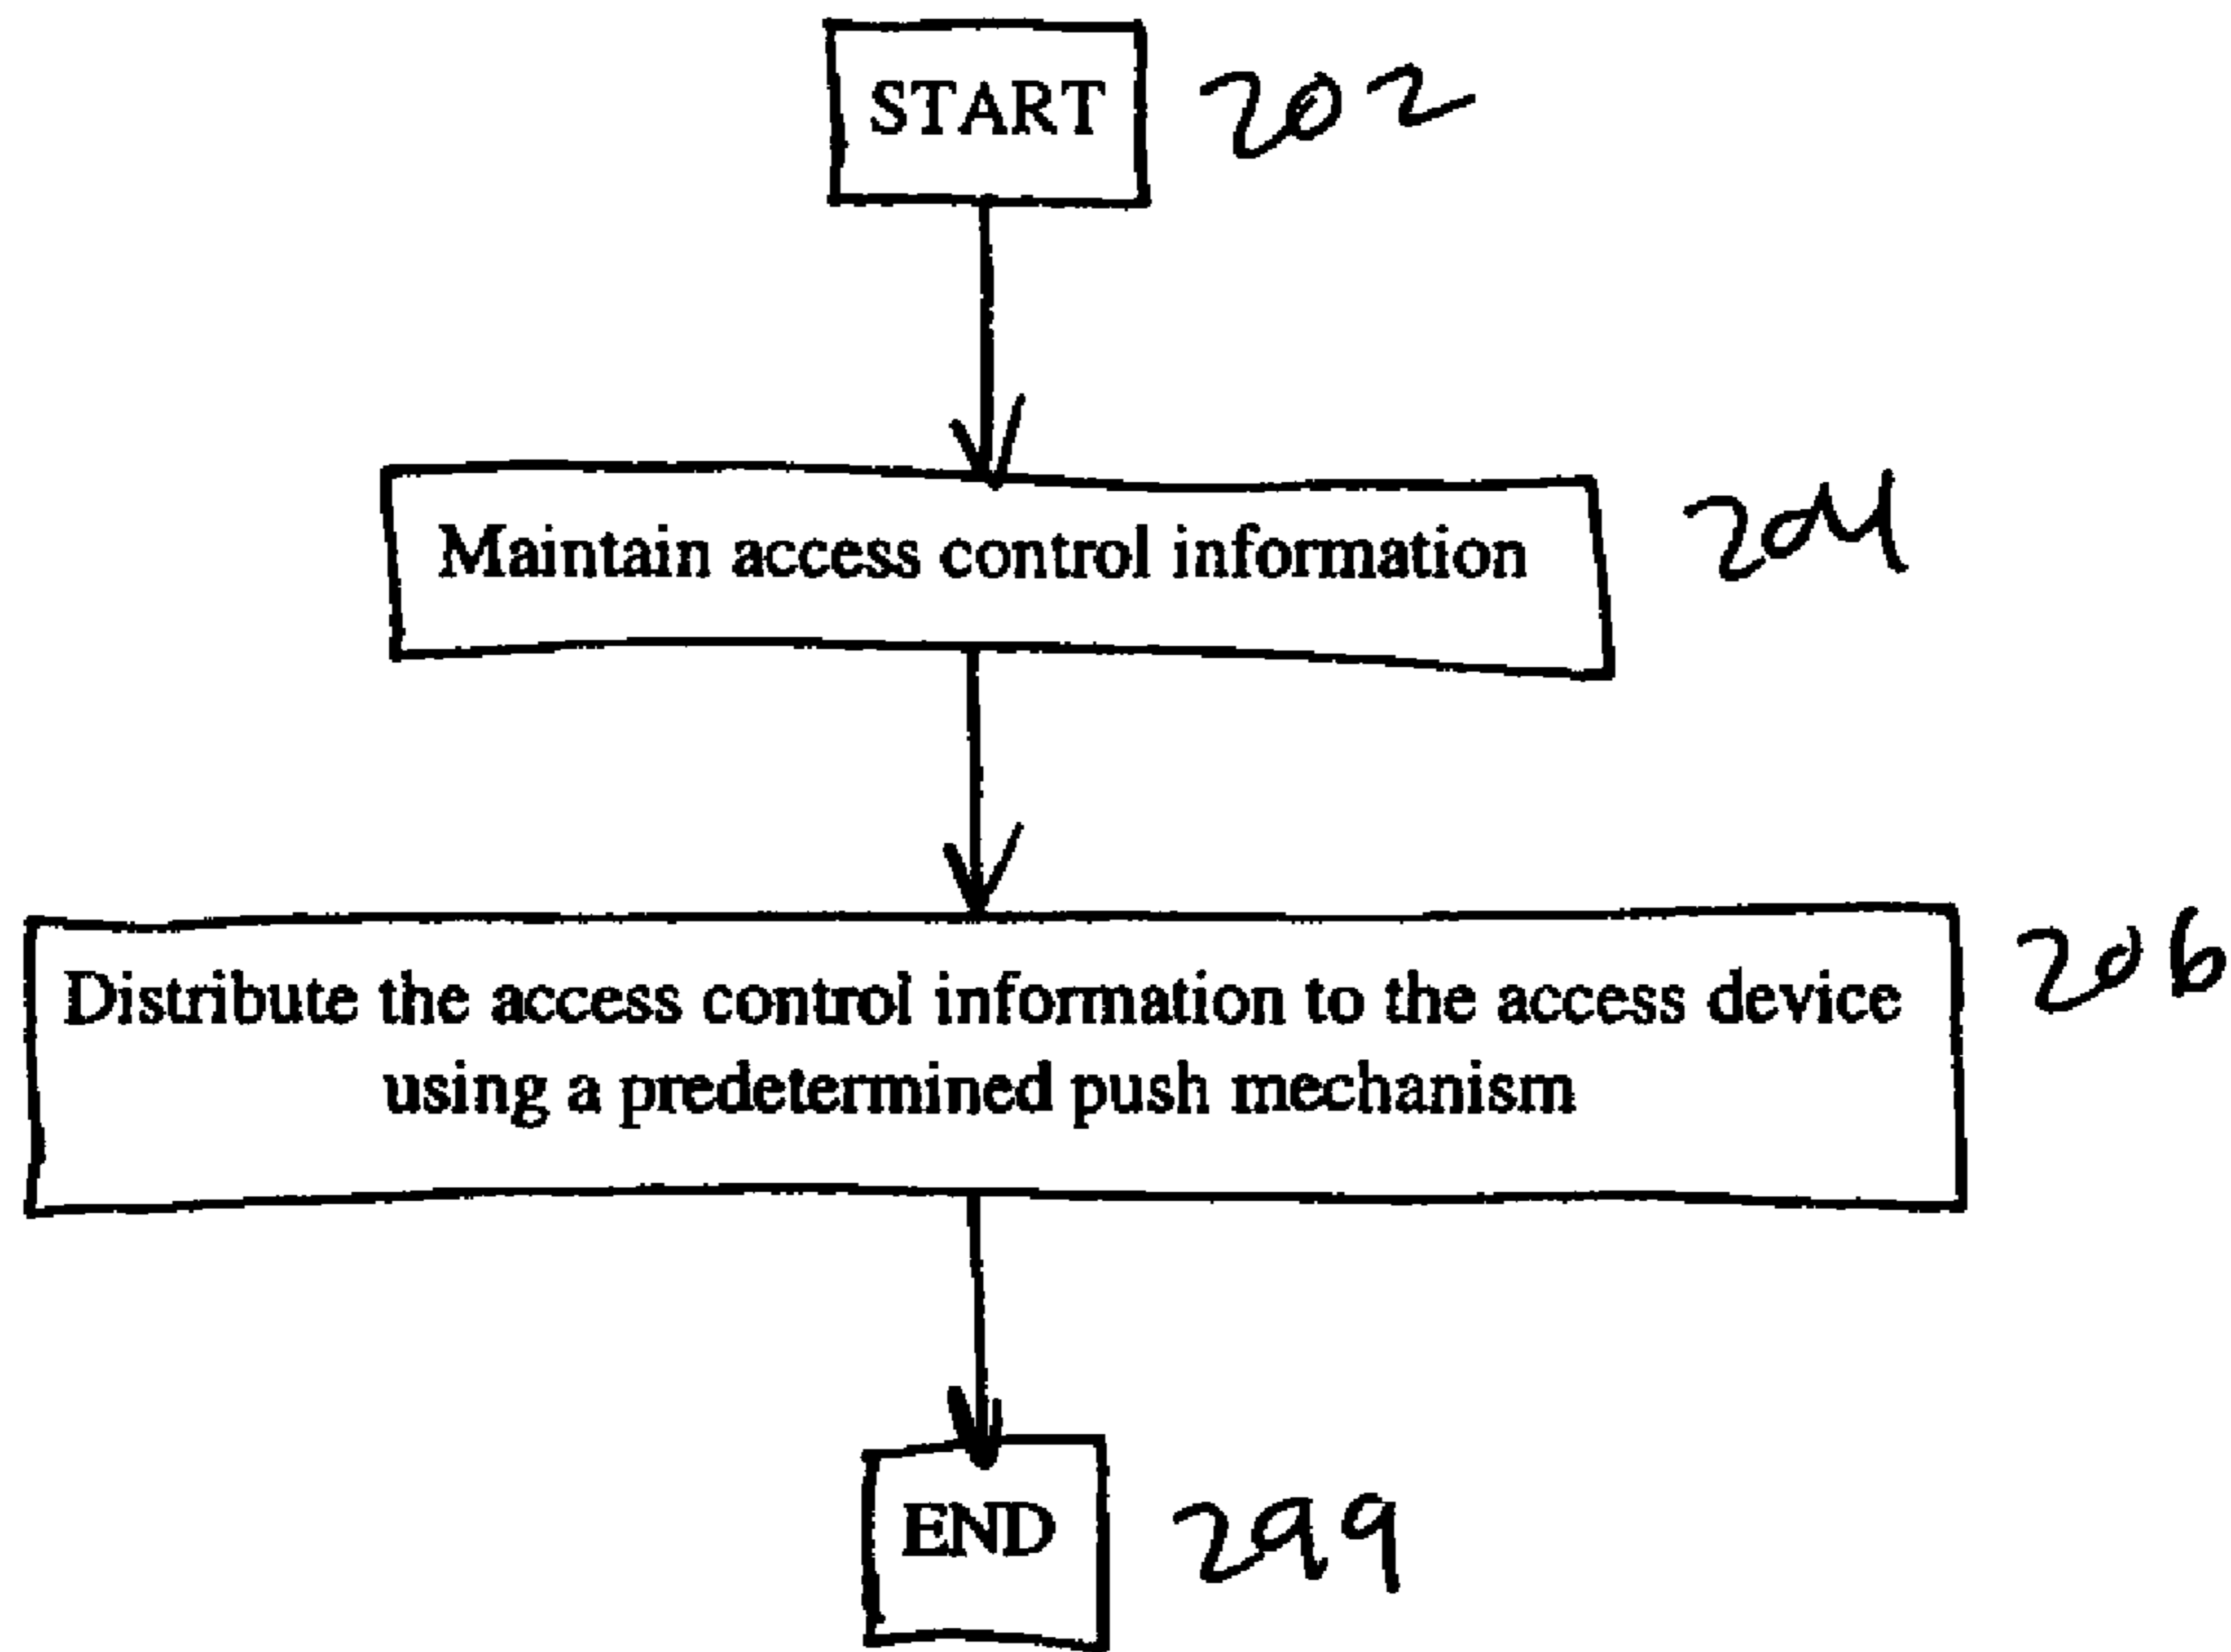 START 202
Maintain access control information 204
Distribute the access control information to the access device 206
using a predetermined push mechanism
END 299